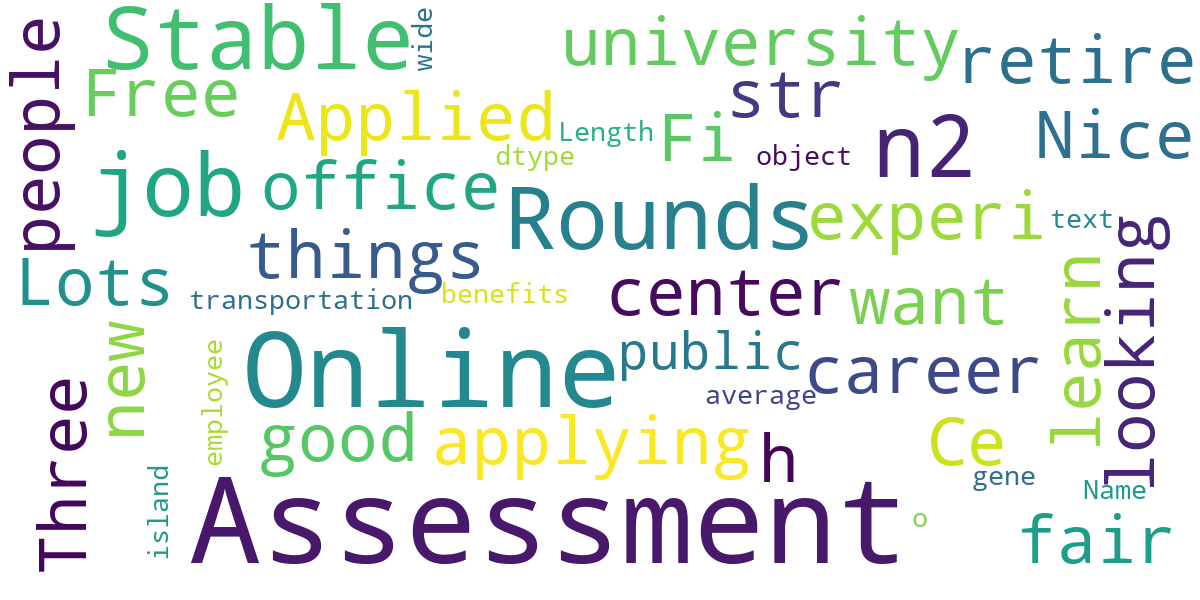 people
Stable
wide
university
retire
Free
Applied
Length
Fi
str
n2
Nice
dtype
object
job
office
Rounds
experi
text
things
Lots
transportation
benefits
center
want
learn
looking
new
employee
Online
public
average
career
Three
good
applying
h
Ce
gene
Name
island
Assessment
o
fair